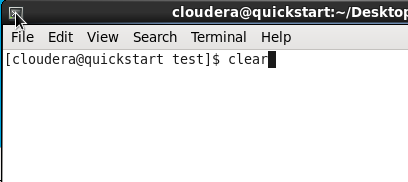 cloudera@quickstart:~/Desktop
File Edit View Search Terminal Help
[cloudera@quickstart test]$ clear